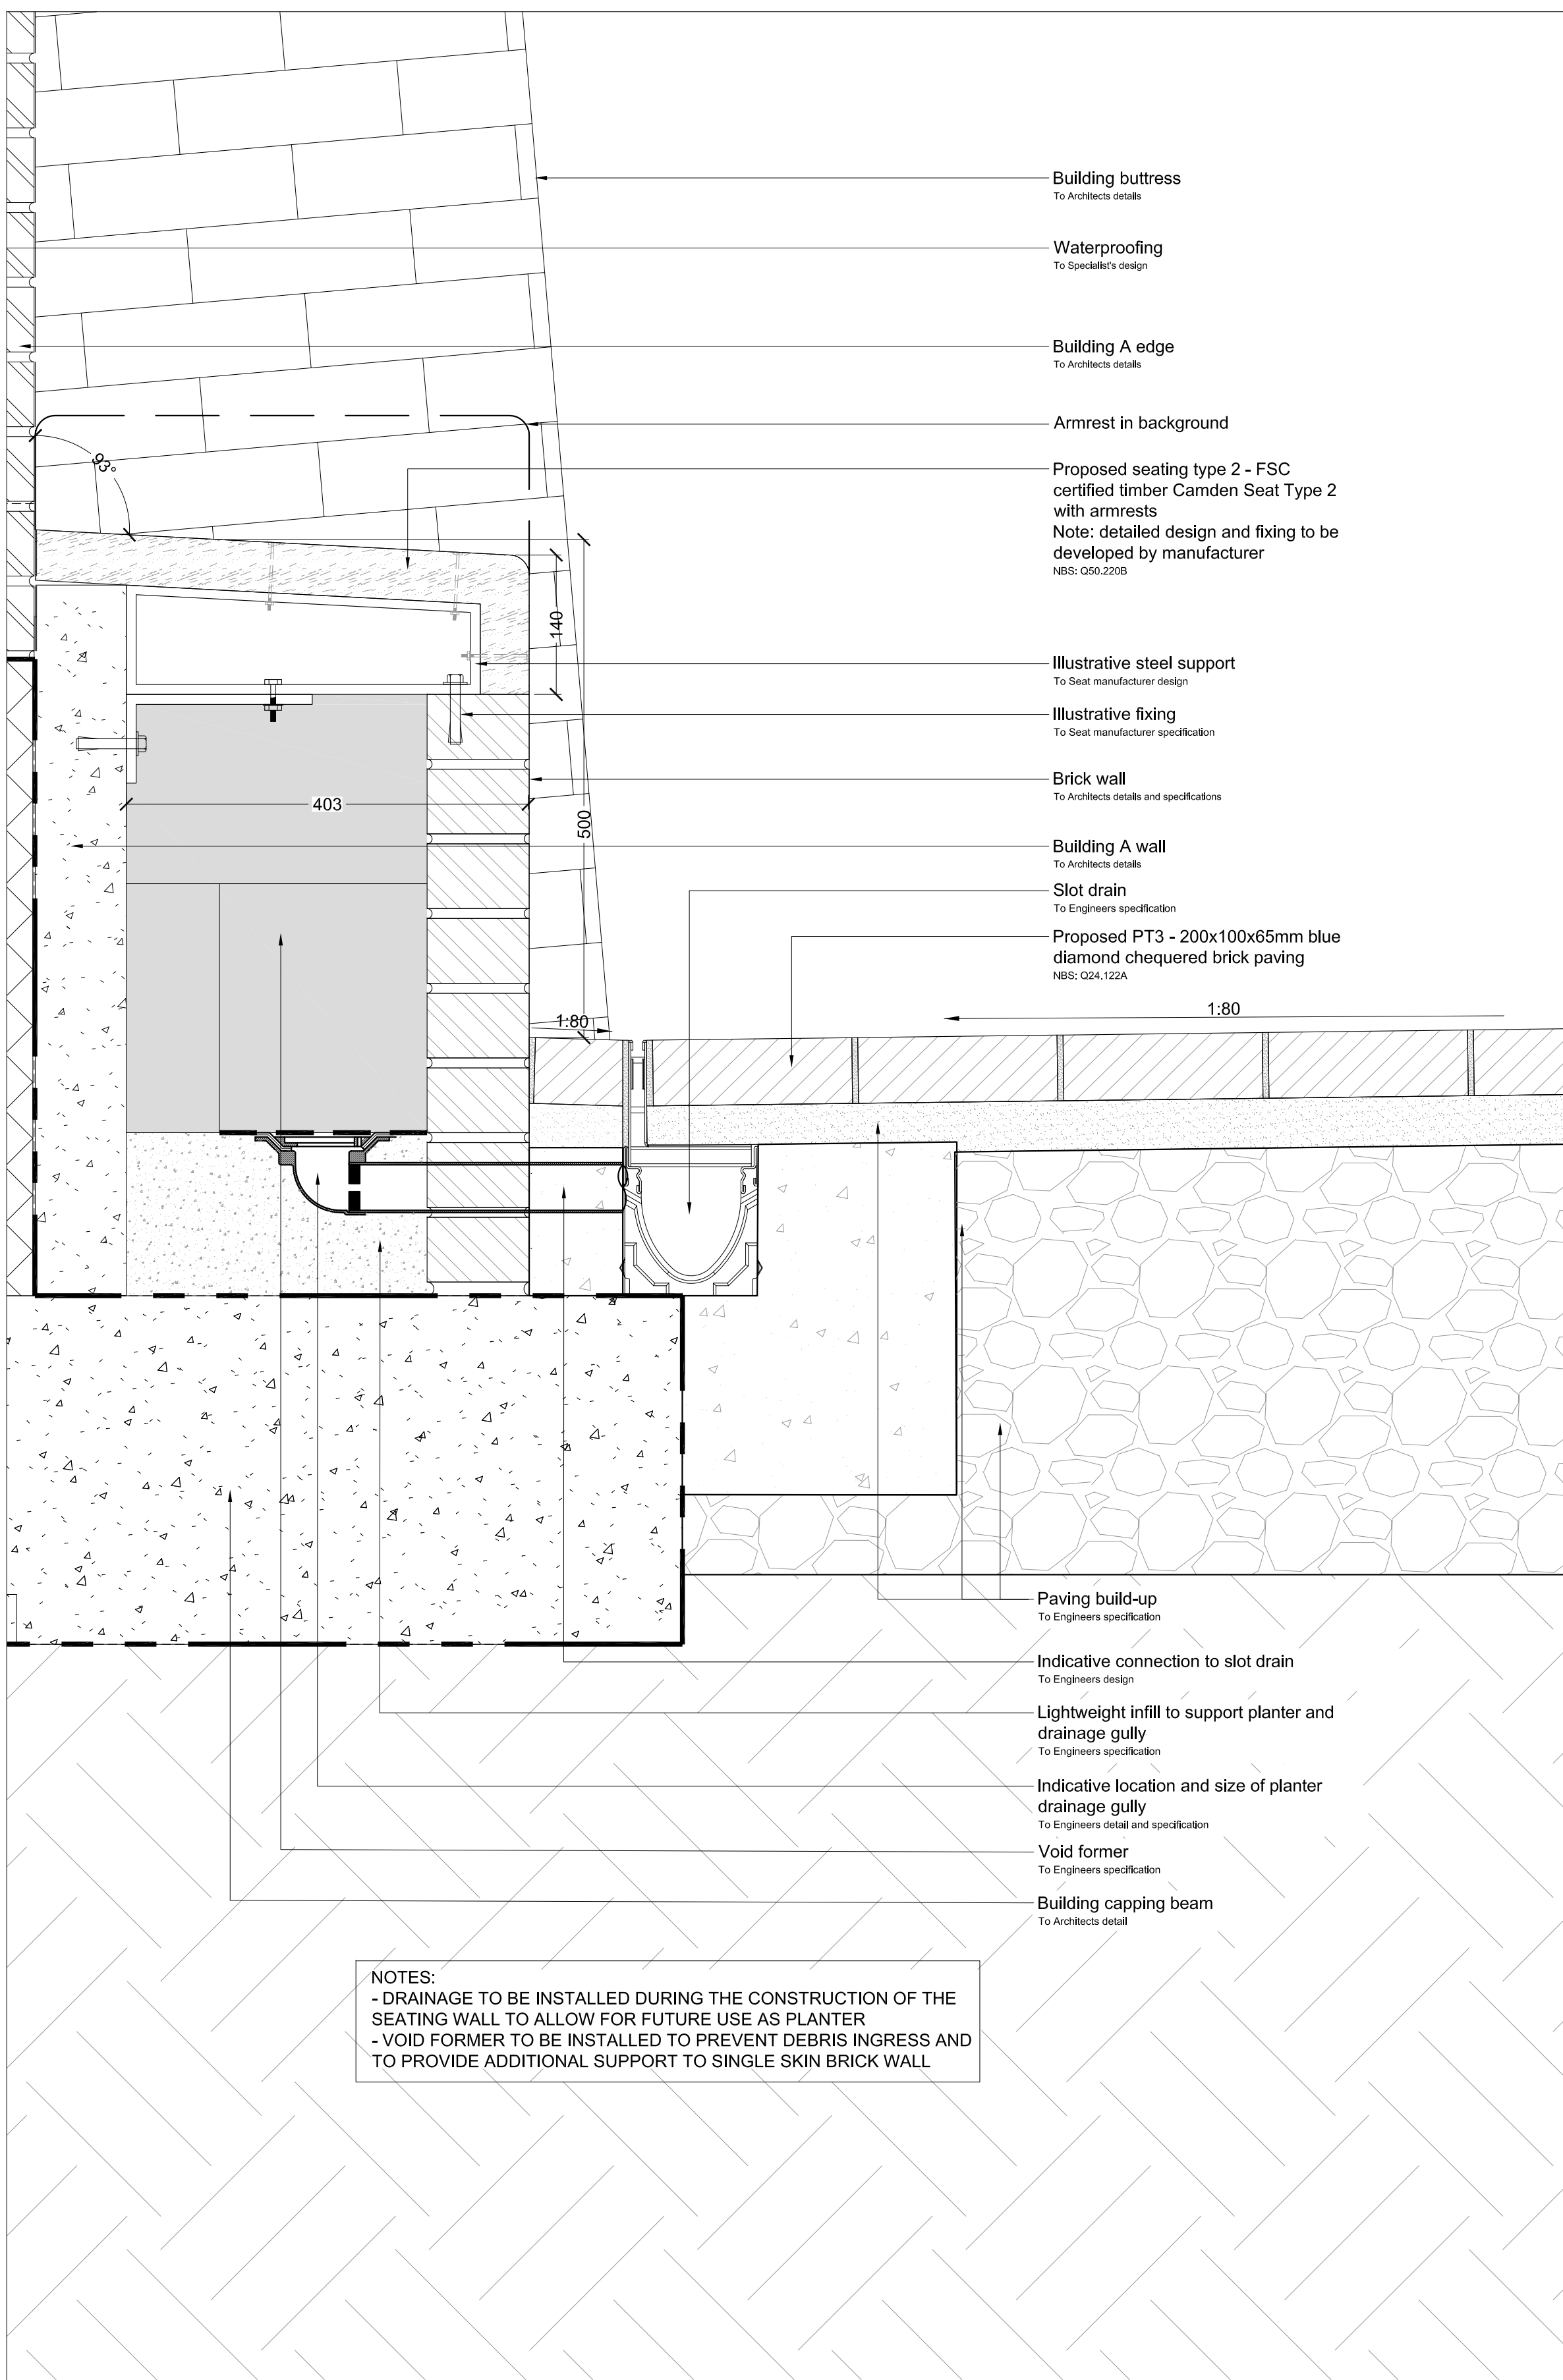 Building buttress
To Architects details
Waterproofing
To Specialist's design
Building A edge
To Architects details
Armrest in background
93°
Proposed seating type 2 - FSC
certified timber Camden Seat Type 2
with armrests
Note: detailed design and fixing to be
developed by manufacturer
NBS: Q50.220B
140
Illustrative steel support
To Seat manufacturer design
Illustrative fixing
To Seat manufacturer specification
Brick wall
To Architects details and specifications
403
500
Building A wall
To Architects details
Slot drain
To Engineers specification
Proposed PT3 - 200x100x65mm blue
diamond chequered brick paving
NBS: Q24.122A
1:80
1:80
Paving build-up
To Engineers specification
Indicative connection to slot drain
To Engineers design
Lightweight infill to support planter and
drainage gully
To Engineers specification
Indicative location and size of planter
drainage gully
To Engineers detail and specification
Void former
To Engineers specification
Building capping beam
To Architects detail
NOTES:
- DRAINAGE TO BE INSTALLED DURING THE CONSTRUCTION OF THE
SEATING WALL TO ALLOW FOR FUTURE USE AS PLANTER
- VOID FORMER TO BE INSTALLED TO PREVENT DEBRIS INGRESS AND
TO PROVIDE ADDITIONAL SUPPORT TO SINGLE SKIN BRICK WALL